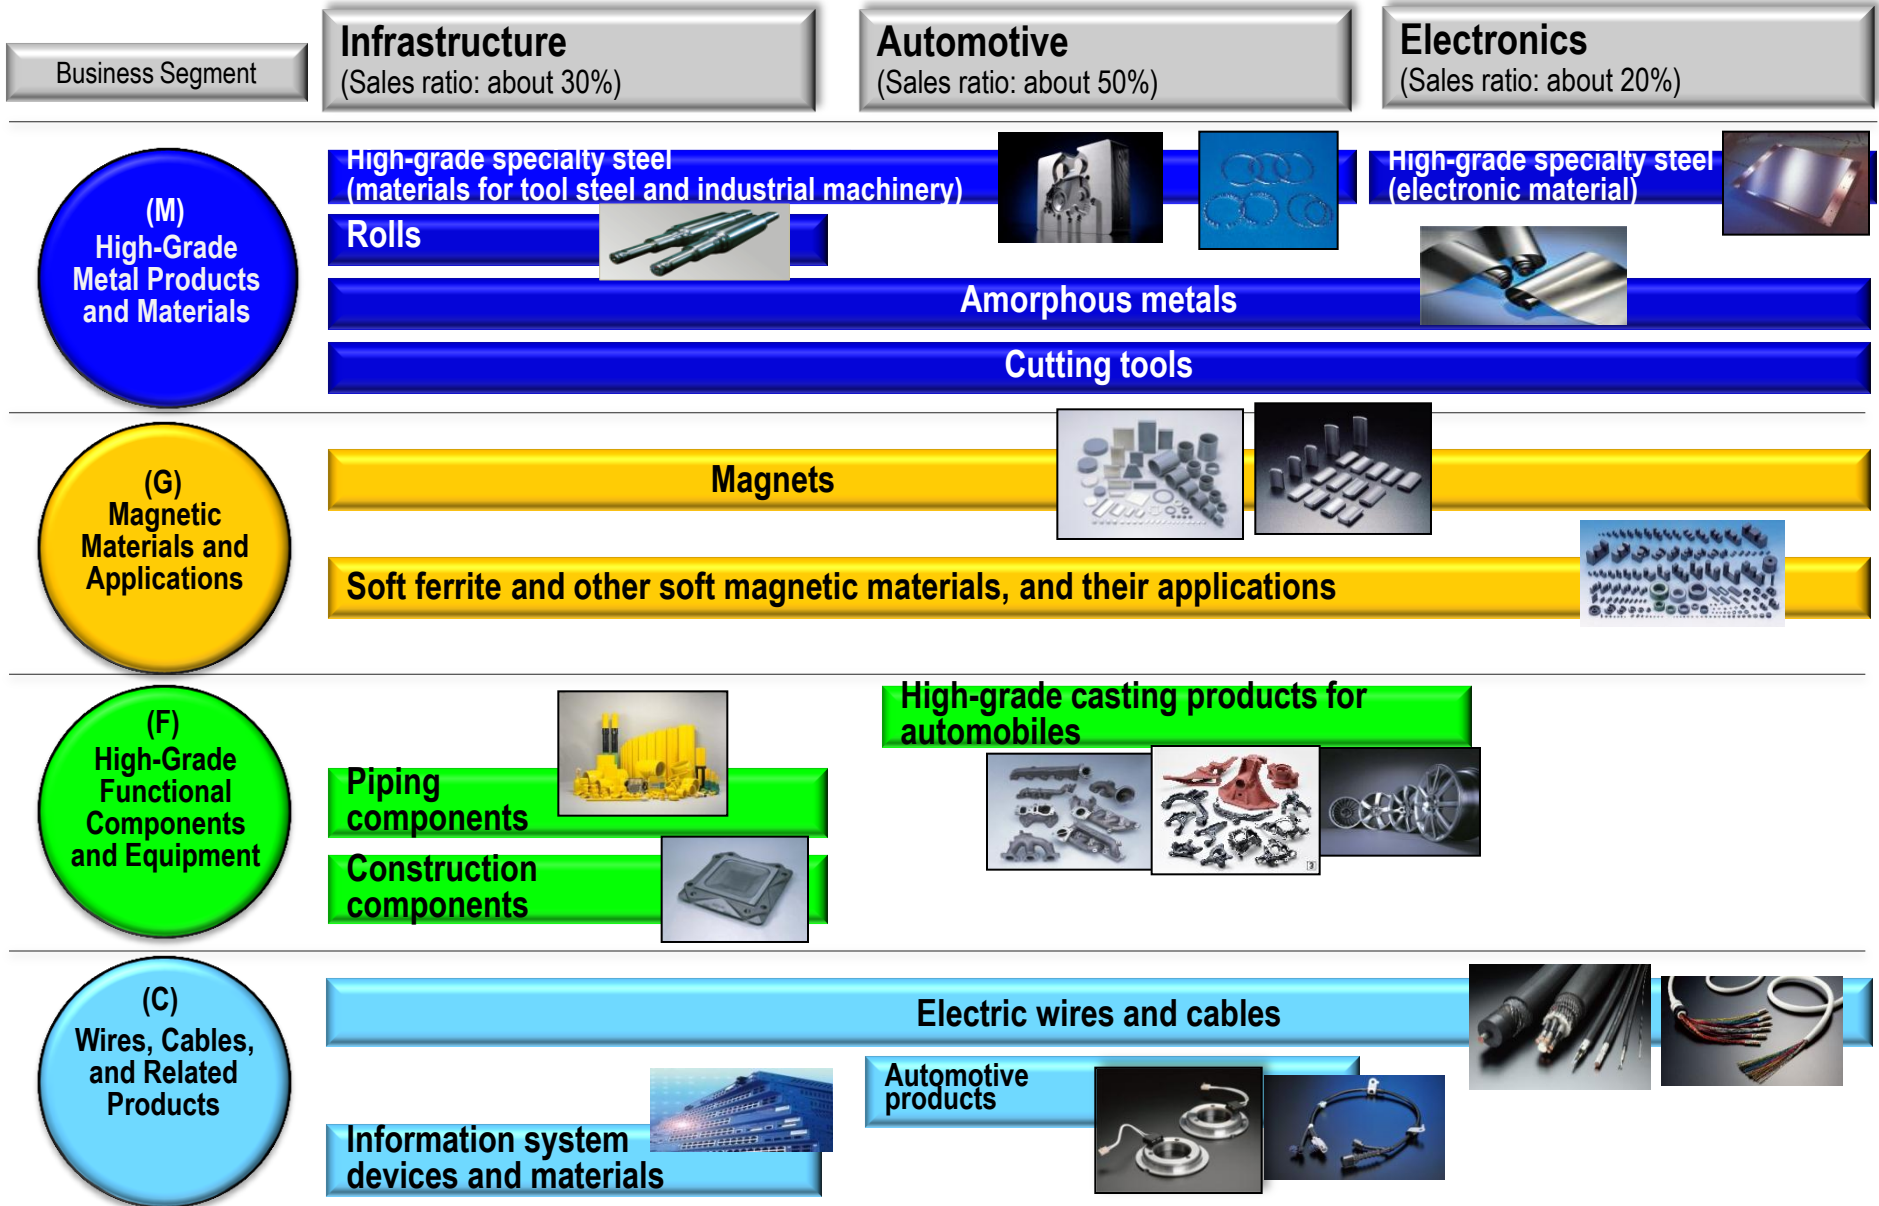 Business Segment
Infrastructure
(Sales ratio: about 30%)
Automotive
(Sales ratio: about 50%)
Electronics
(Sales ratio: about 20%)
(M)
High-Grade
Metal Products
and Materials
High-grade specialty steel
(materials for tool steel and industrial machinery)
High-grade specialty steel
(electronic material)
Rolls
Amorphous metals
Cutting tools
(G)
Magnetic
Materials and
Applications
Magnets
Soft ferrite and other soft magnetic materials, and their applications
(F)
High-Grade
Functional
Components
and Equipment
High-grade casting products for
automobiles
Piping
components
Construction
components
(C)
Wires, Cables,
and Related
Products
Electric wires and cables
Automotive
products
Information system
devices and materials